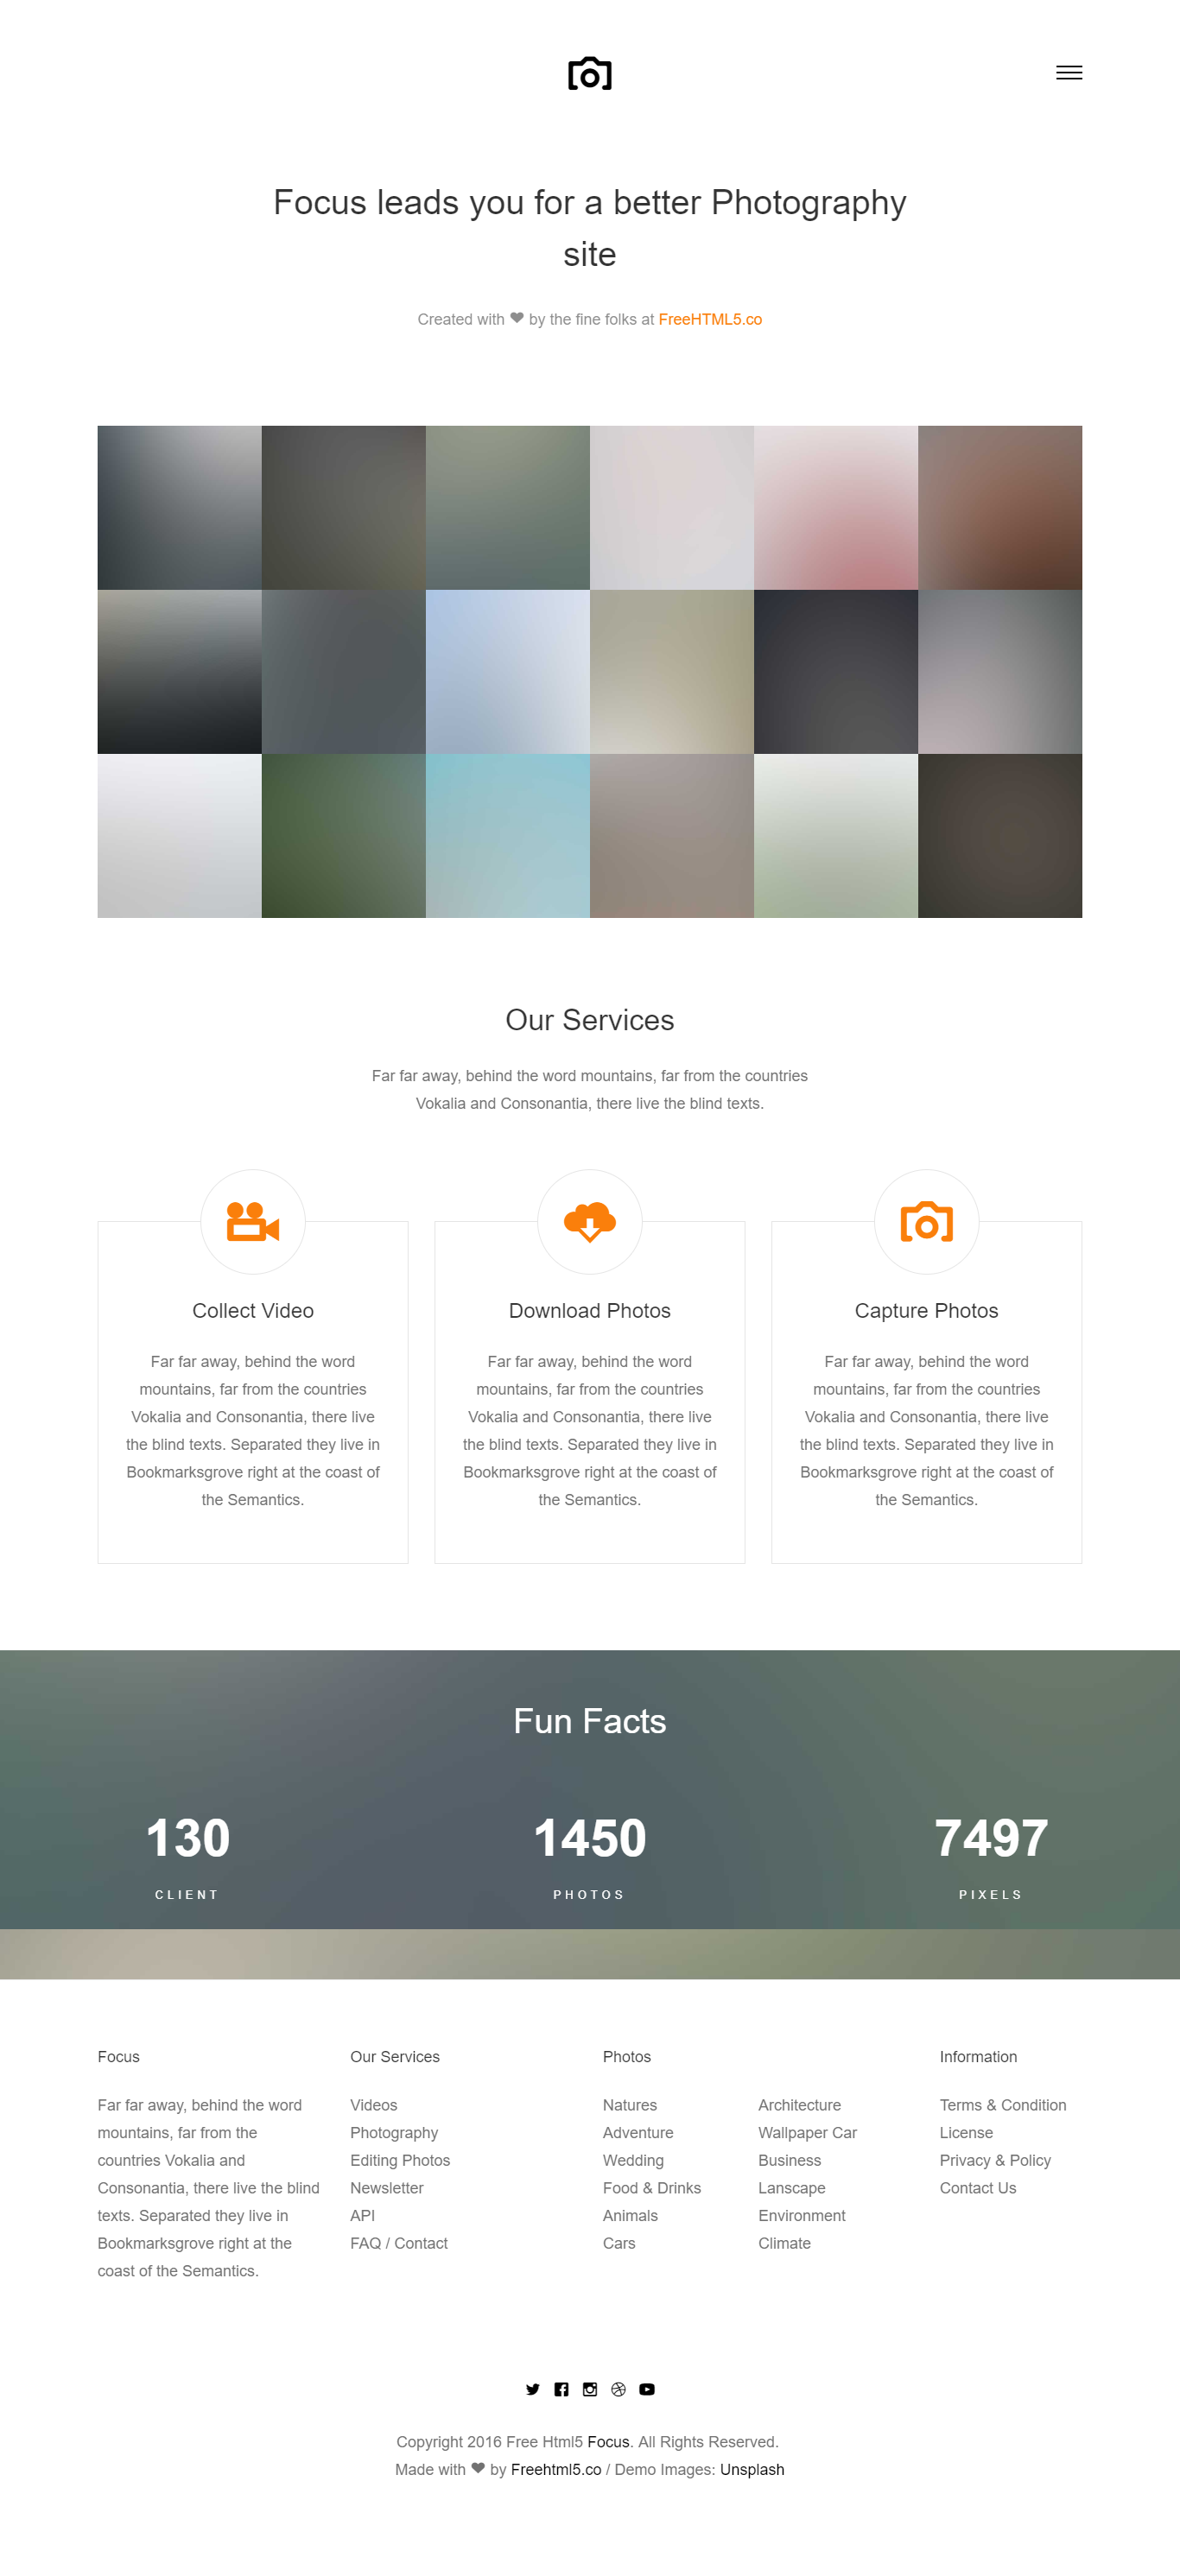 Focus leads you for a better Photography
site
Created with ❤ by the fine folks at FreeHTML5.co
Our Services
Far far away, behind the word mountains, far from the countries
Vokalia and Consonantia, there live the blind texts.
Collect Video
Far far away, behind the word
mountains, far from the countries
Vokalia and Consonantia, there live
the blind texts. Separated they live in
Bookmarksgrove right at the coast of
the Semantics.
Download Photos
Far far away, behind the word
mountains, far from the countries
Vokalia and Consonantia, there live
the blind texts. Separated they live in
Bookmarksgrove right at the coast of
the Semantics.
Capture Photos
Far far away, behind the word
mountains, far from the countries
Vokalia and Consonantia, there live
the blind texts. Separated they live in
Bookmarksgrove right at the coast of
the Semantics.
Fun Facts
130
CLIENT
1450
PHOTOS
7497
PIXELS
Focus
Far far away, behind the word
mountains, far from the
countries Vokalia and
Consonantia, there live the blind
texts. Separated they live in
Bookmarksgrove right at the
coast of the Semantics.
Our Services
Videos
Photography
Editing Photos
Newsletter
API
FAQ / Contact
Photos
Natures
Adventure
Wedding
Food & Drinks
Animals
Cars
Architecture
Wallpaper Car
Business
Lanscape
Environment
Climate
Information
Terms & Condition
License
Privacy & Policy
Contact Us
Copyright 2016 Free Html5 Focus. All Rights Reserved.
Made with ❤ by Freehtml5.co / Demo Images: Unsplash